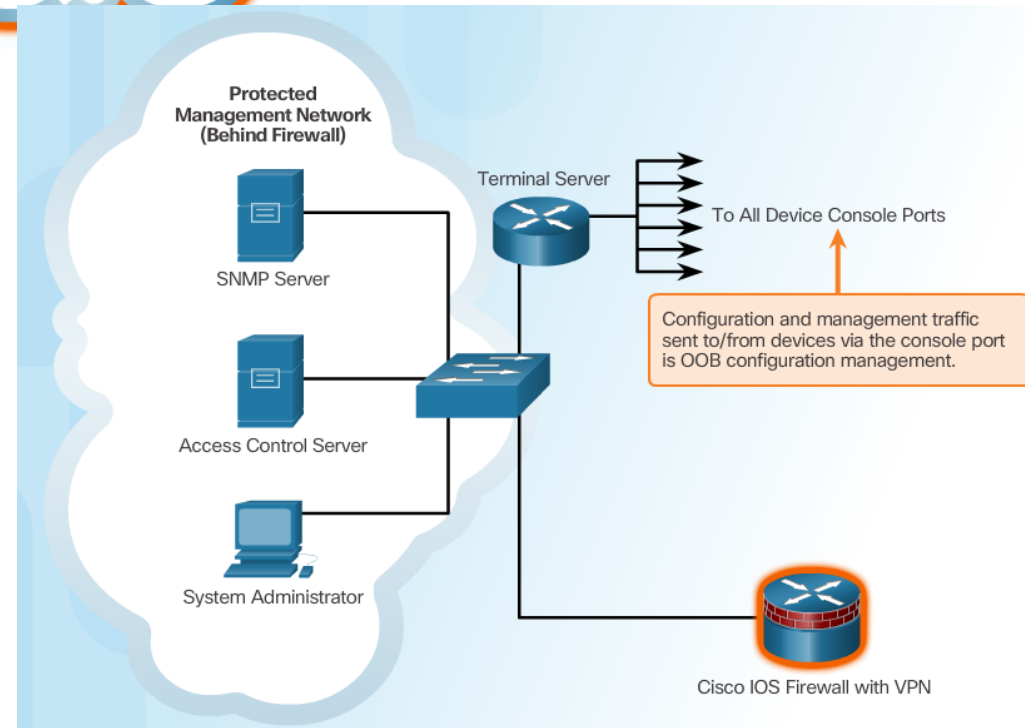 Protected
Management Network
(Behind Firewall)
Terminal Server
To All Device Console Ports
SNMP Server
Configuration and management traffic
sent to/from devices via the console port
is OOB configuration management.
Access Control Server
System Administrator
Cisco IOS Firewall with VPN